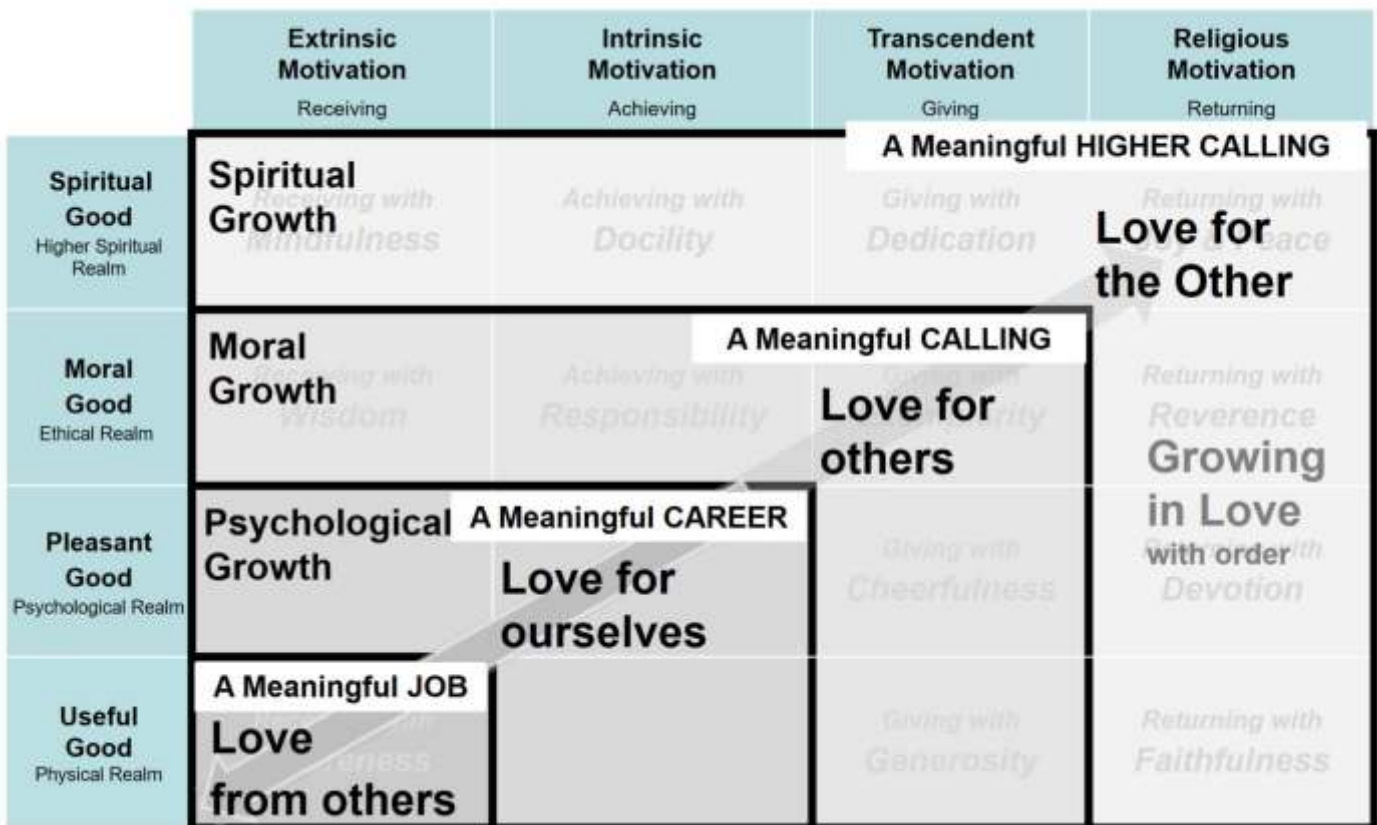 Extrinsic
Motivation
Receiving
Intrinsic
Motivation
Achieving
Transcendent
Motivation
Giving
Religious
Motivation
Returning
A Meaningful HIGHER CALLING
Spiritual
Good
Higher Spiritual
Realm
Spiritual
Growth
Receiving with
Mindfulness
Achieving with
Docility
Giving with
Dedication
Returning with
Joy & Peace
Love for
the Other
A Meaningful CALLING
Moral
Good
Ethical Realm
Moral
Growth
Receiving with
Wisdom
Achieving with
Responsibility
Giving with
Love for
others
Returning with
Reverence
Growing
in Love
with order
Pleasant
Good
Psychological Realm
Psychological
Growth
A Meaningful CAREER
Love for
ourselves
Giving with
Cheerfulness
Returning with
Devotion
Useful
Good
Physical Realm
A Meaningful JOB
Love
from others
Giving with
Generosity
Returning with
Faithfulness